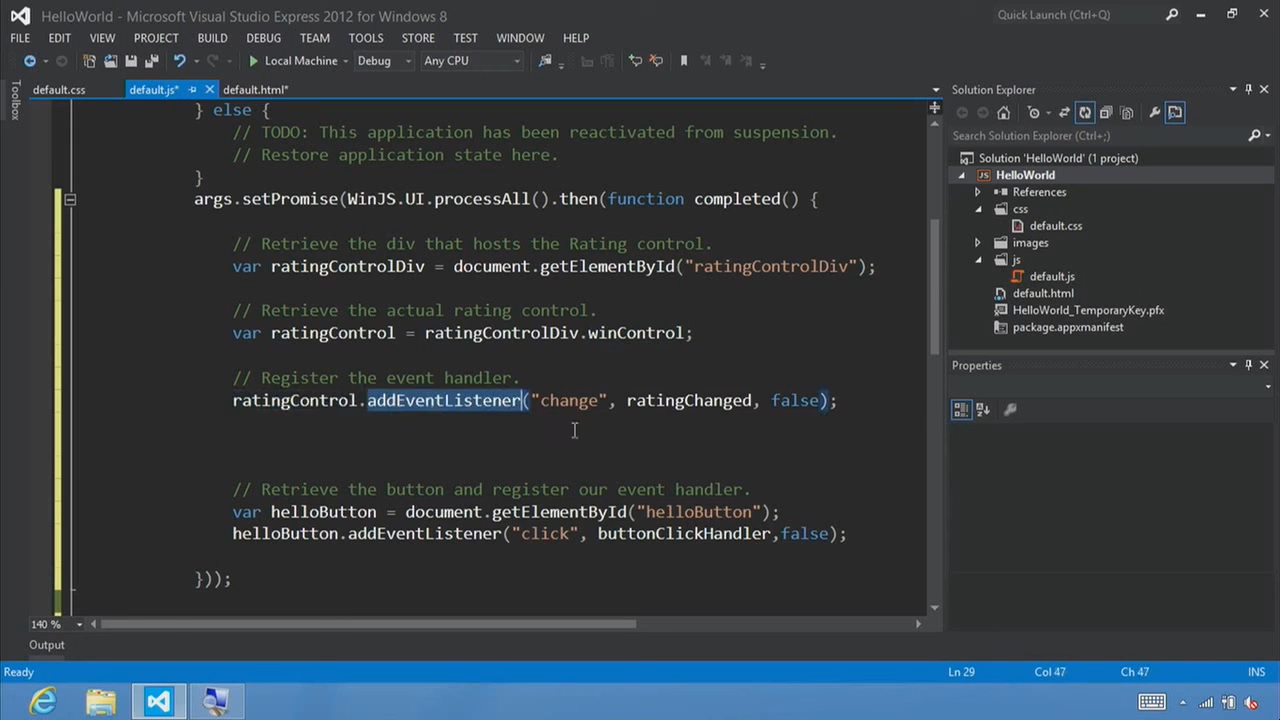 HelloWorld - Microsoft Visual Studio Express 2012 for Windows 8
Quick Launch (Ctrl+Q)
FILE EDIT VIEW PROJECT BUILD DEBUG TEAM TOOLS STORE TEST WINDOW HELP
Local Machine Debug Any CPU
Toolbox
default.css default.js* default.html*
} else {
// TODO: This application has been reactivated from suspension.
// Restore application state here.
}
args.setPromise(WinJS.UI.processAll().then(function completed() {
// Retrieve the div that hosts the Rating control.
var ratingControlDiv = document.getElementById("ratingControlDiv");
// Retrieve the actual rating control.
var ratingControl = ratingControlDiv.winControl;
// Register the event handler.
ratingControl.addEventListener("change", ratingChanged, false);
// Retrieve the button and register our event handler.
var helloButton = document.getElementById("helloButton");
helloButton.addEventListener("click", buttonClickHandler,false);
}));
140 %
Output
Solution Explorer
Search Solution Explorer (Ctrl+;)
Solution 'HelloWorld' (1 project)
JS HelloWorld
References
css
default.css
images
js
default.js
default.html
HelloWorld_TemporaryKey.pfx
package.appxmanifest
Properties
Ready
Ln 29 Col 47 Ch 47 INS